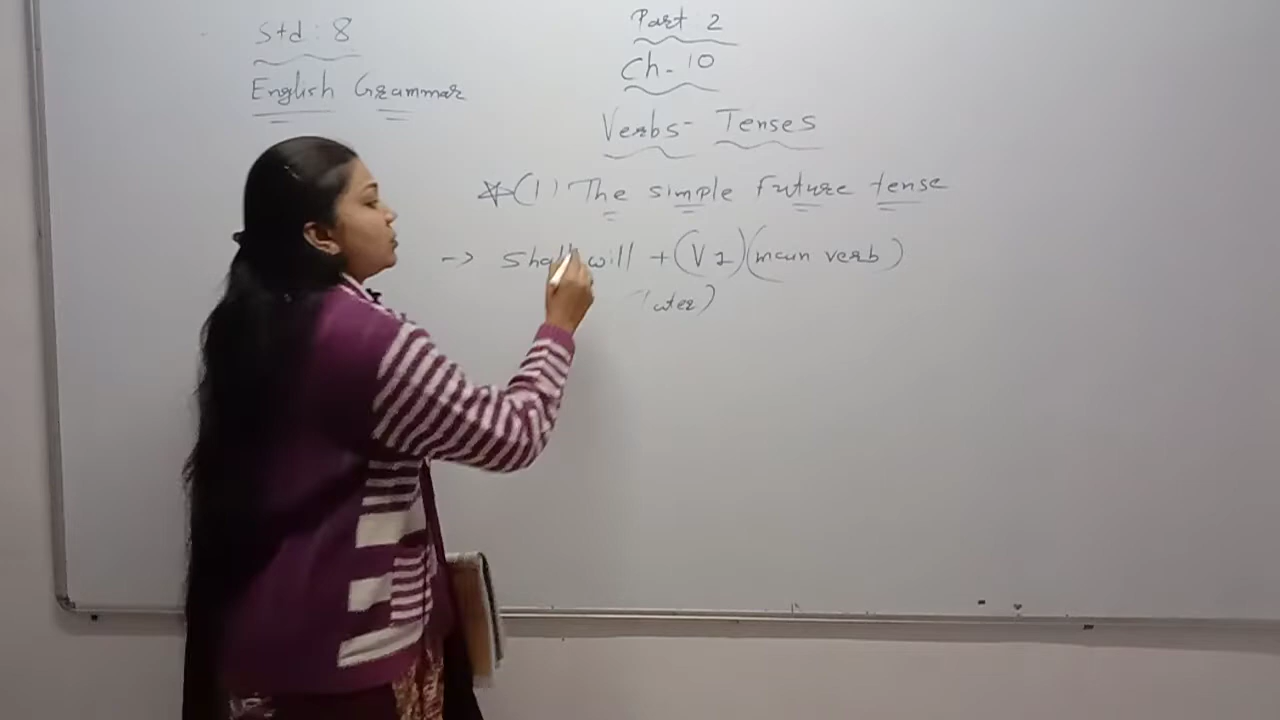 Std : 8
English Grammar
Part 2
Ch- 10
Verbs- Tenses
(1) The simple future tense
-> Shall will + (V 1) (main verb)